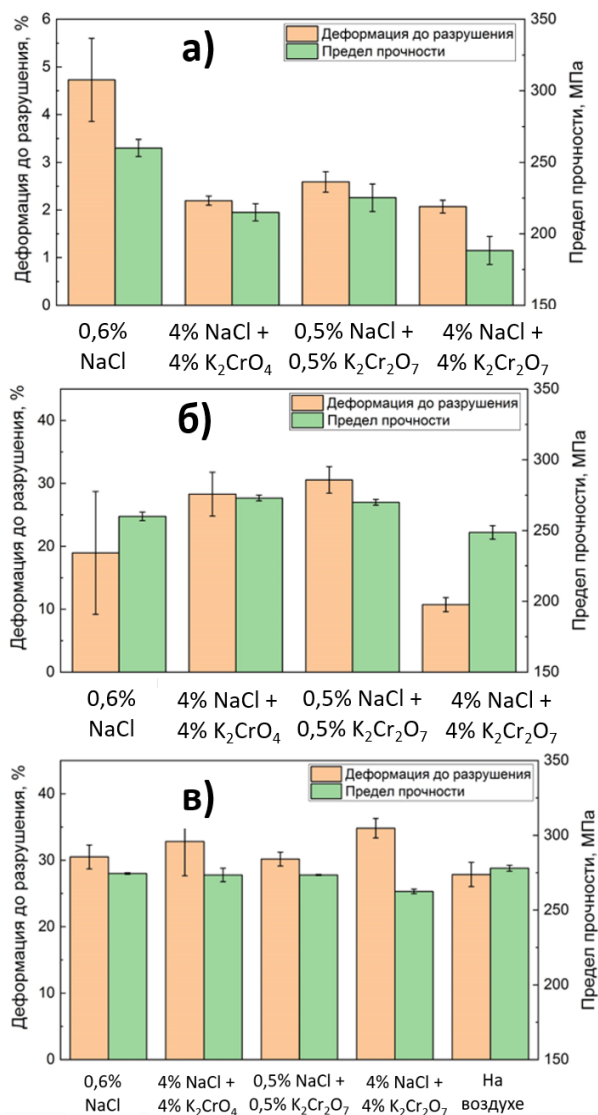 а)
Деформация до разрушения, %
Предел прочности, МПа
Деформация до разрушения
Предел прочности
6
5
4
3
2
1
0
350
300
250
200
150
0,6%
NaCl
4% NaCl +
4% K₂CrO₄
0,5% NaCl +
0,5% K₂Cr₂O₇
4% NaCl +
4% K₂Cr₂O₇
б)
Деформация до разрушения, %
Предел прочности, МПа
Деформация до разрушения
Предел прочности
40
30
20
10
0
350
300
250
200
150
0,6%
NaCl
4% NaCl +
4% K₂CrO₄
0,5% NaCl +
0,5% K₂Cr₂O₇
4% NaCl +
4% K₂Cr₂O₇
в)
Деформация до разрушения, %
Предел прочности, МПа
Деформация до разрушения
Предел прочности
40
30
20
10
0
350
300
250
200
150
0,6%
NaCl
4% NaCl +
4% K₂CrO₄
0,5% NaCl +
0,5% K₂Cr₂O₇
4% NaCl +
4% K₂Cr₂O₇
На
воздухе